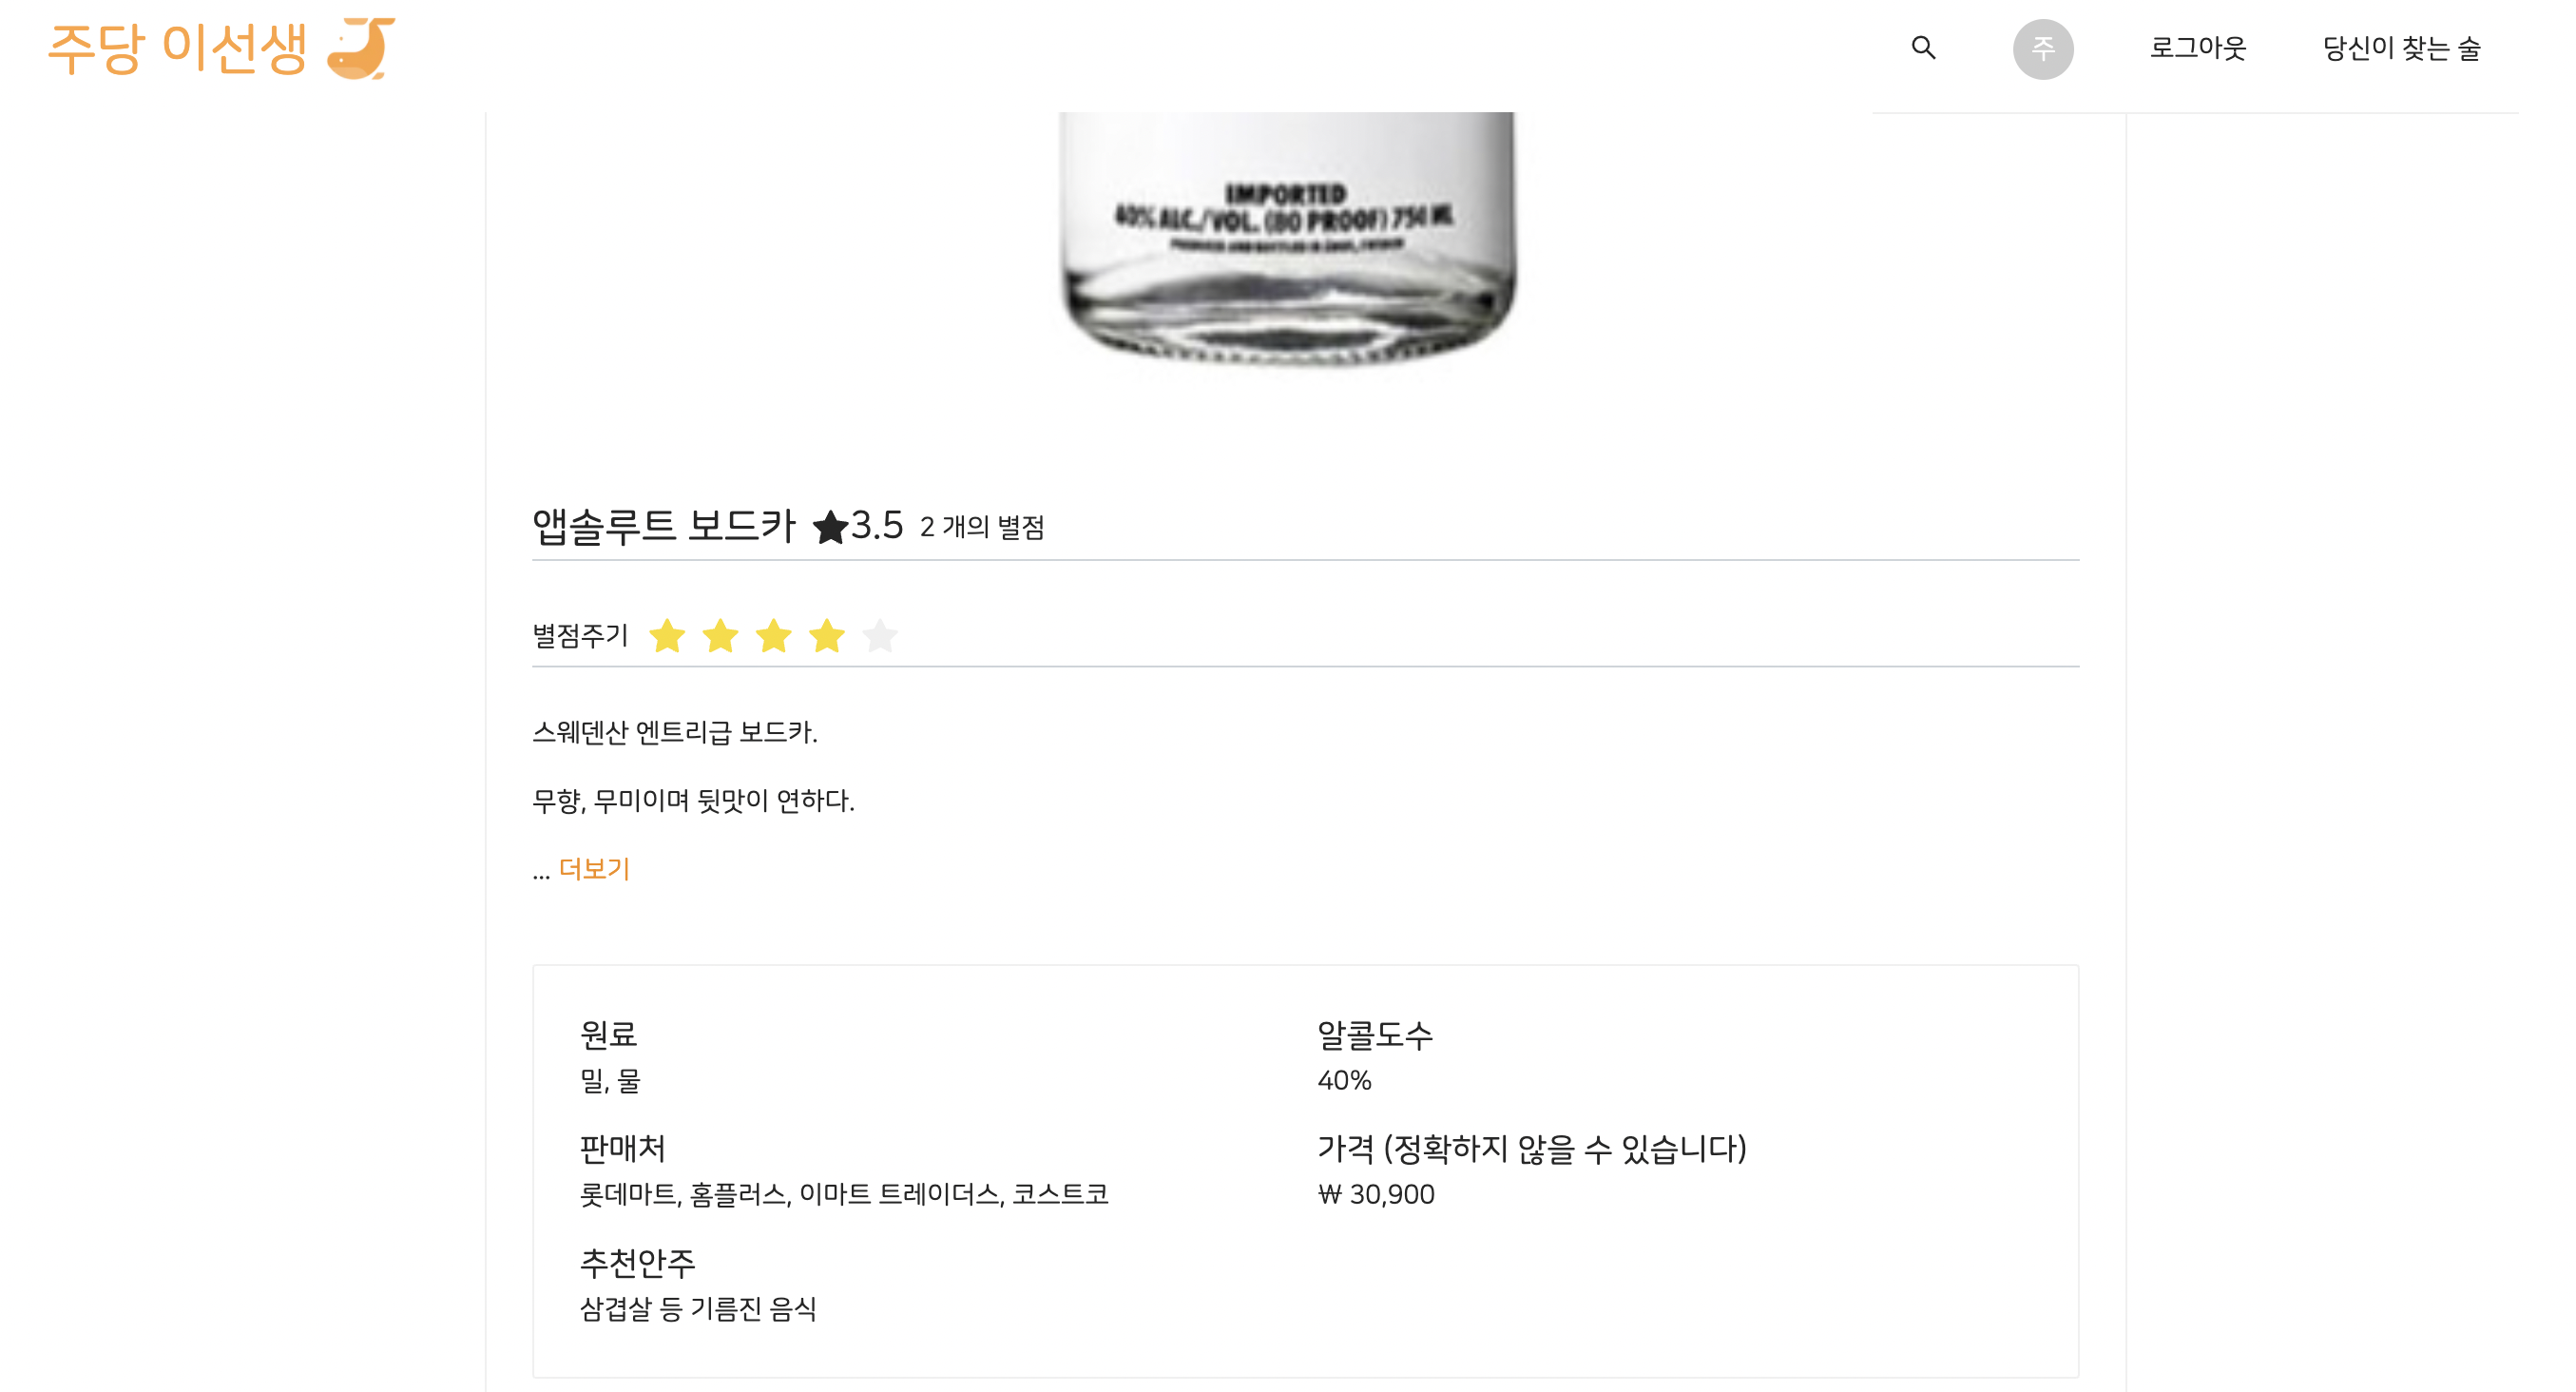 주당 이선생
주
로그아웃
당신이 찾는 술
IMPORTED
40% ALC./VOL. (80 PROOF) 750 ML
앱솔루트 보드카 ★3.5 2 개의 별점
별점주기
스웨덴산 엔트리급 보드카.
무향, 무미이며 뒷맛이 연하다.
... 더보기
원료
밀, 물
알콜도수
40%
판매처
롯데마트, 홈플러스, 이마트 트레이더스, 코스트코
가격 (정확하지 않을 수 있습니다)
₩ 30,900
추천안주
삼겹살 등 기름진 음식